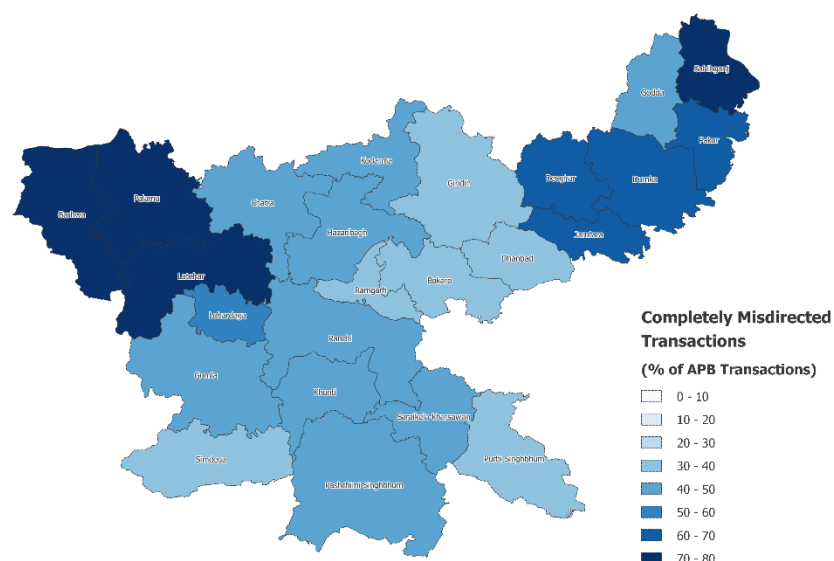 Sahibganj
Godda
Pakur
Kodarma
Giridih
Deoghar
Dumka
Palamu
Garhwa
Chatra
Hazaribagh
Jamtara
Dhanbad
Latehar
Ramgarh
Bokaro
Lohardaga
Ranchi
Gumla
Khunti
Saraikela-Kharsawan
Simdega
Purbi Singhbhum
Pashchimi Singhbhum
Completely Misdirected
Transactions
(% of APB Transactions)
0 - 10
10 - 20
20 - 30
30 - 40
40 - 50
50 - 60
60 - 70
70 - 80